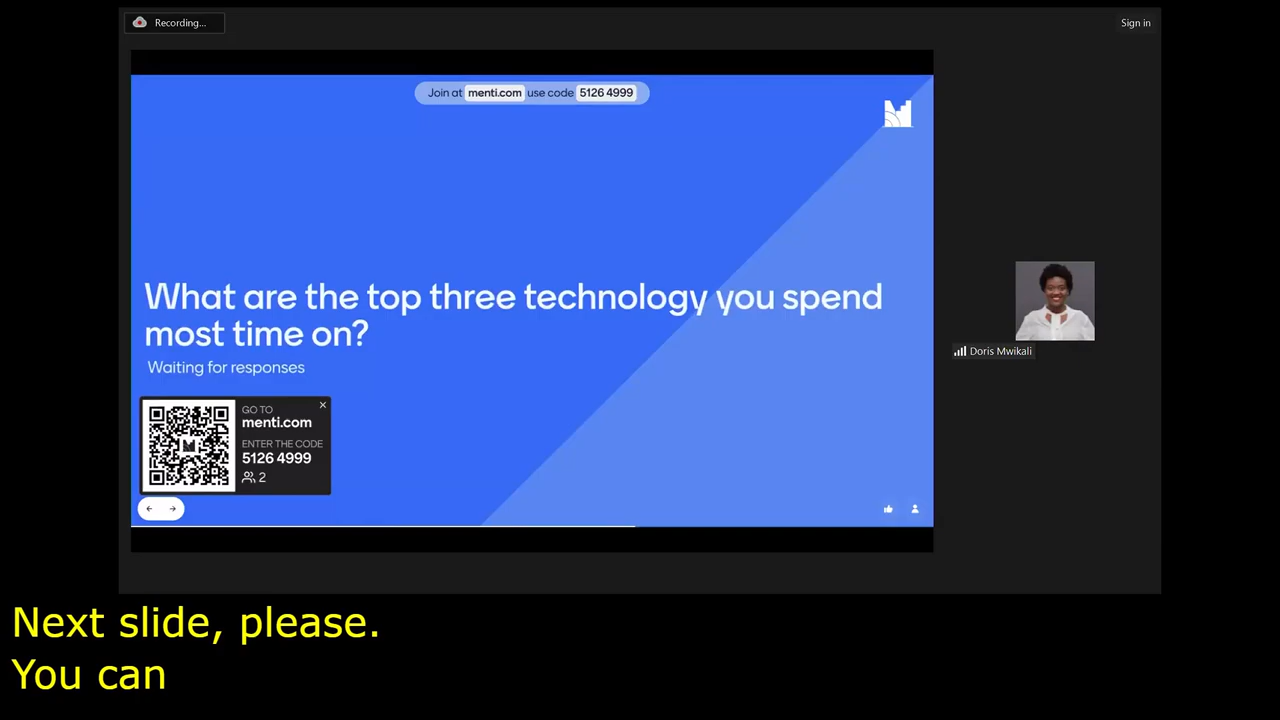 Recording...
Sign in
Join at menti.com use code 5126 4999
What are the top three technology you spend
most time on?
Waiting for responses
GO TO
menti.com
ENTER THE CODE
5126 4999
2
Doris Mwikali
Next slide, please.
You can